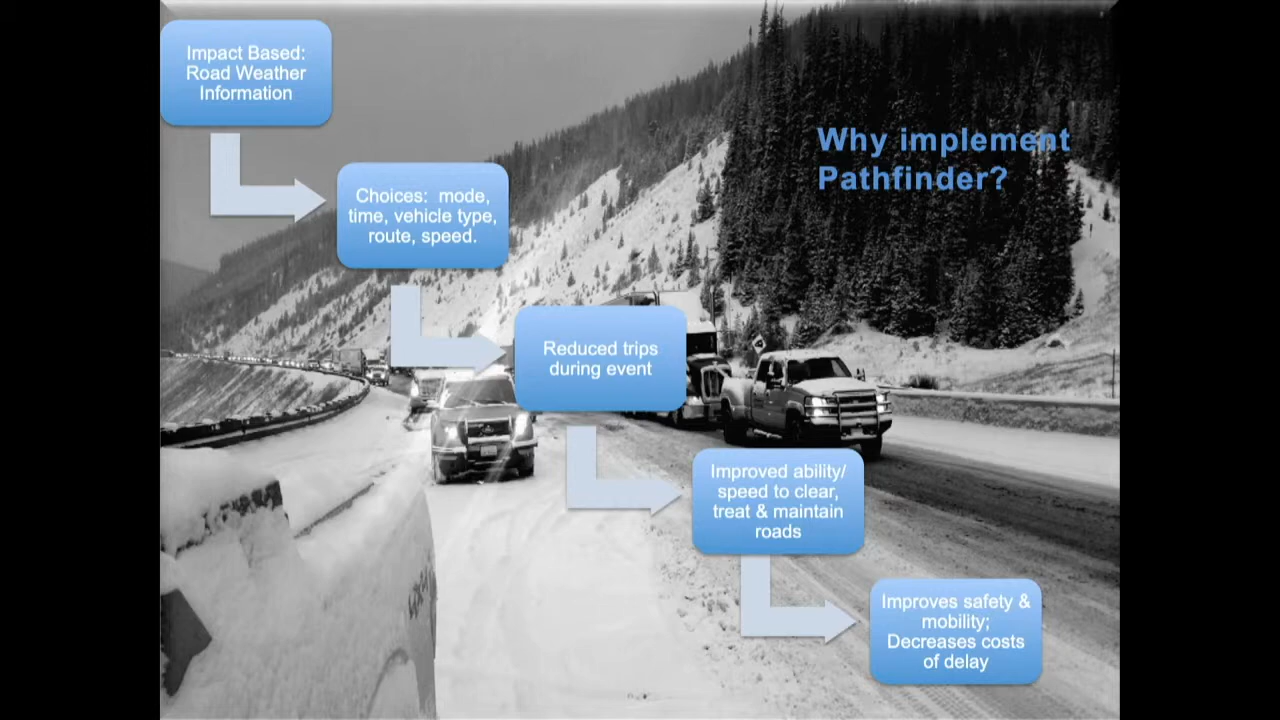 Impact Based:
Road Weather
Information
Why implement
Pathfinder?
Choices:  mode,
time, vehicle type,
route, speed.
Reduced trips
during event
Improved ability/
speed to clear,
treat & maintain
roads
Improves safety &
mobility;
Decreases costs
of delay